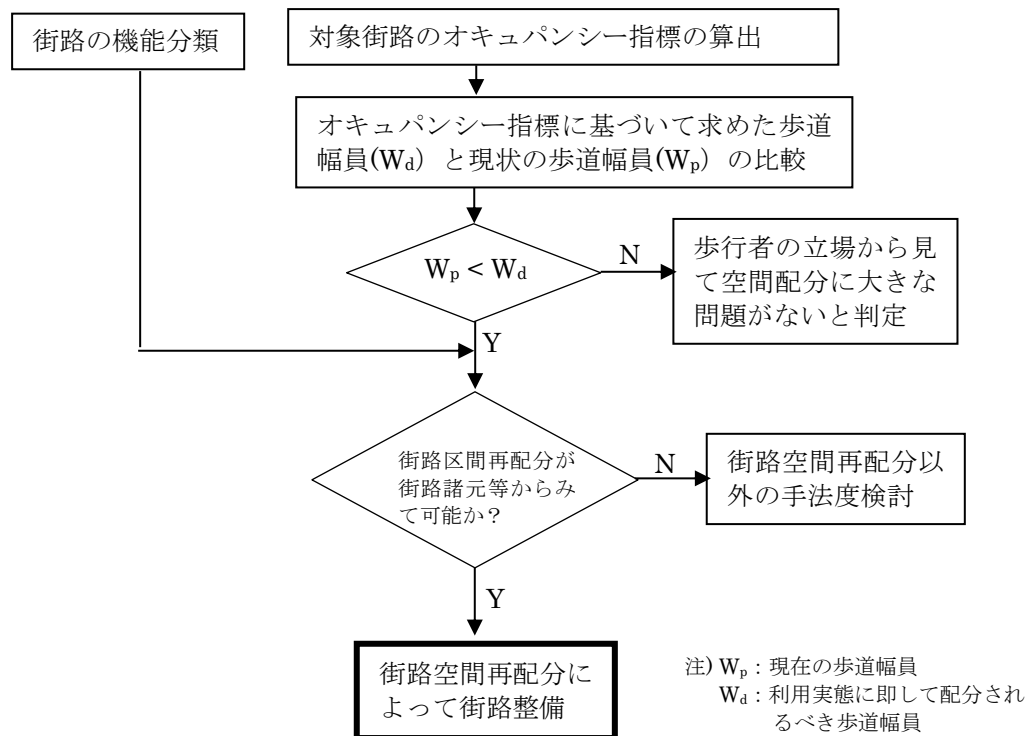 街路の機能分類
対象街路のオキュパンシー指標の算出
オキュパンシー指標に基づいて求めた歩道
幅員(Wd）と現状の歩道幅員(Wp）の比較
Wp < Wd
N
歩行者の立場から見
て空間配分に大きな
問題がないと判定
Y
街路区間再配分が
街路諸元等からみ
て可能か？
N
街路空間再配分以
外の手法度検討
Y
街路空間再配分に
よって街路整備
注) Wp：現在の歩道幅員
Wd：利用実態に即して配分され
るべき歩道幅員